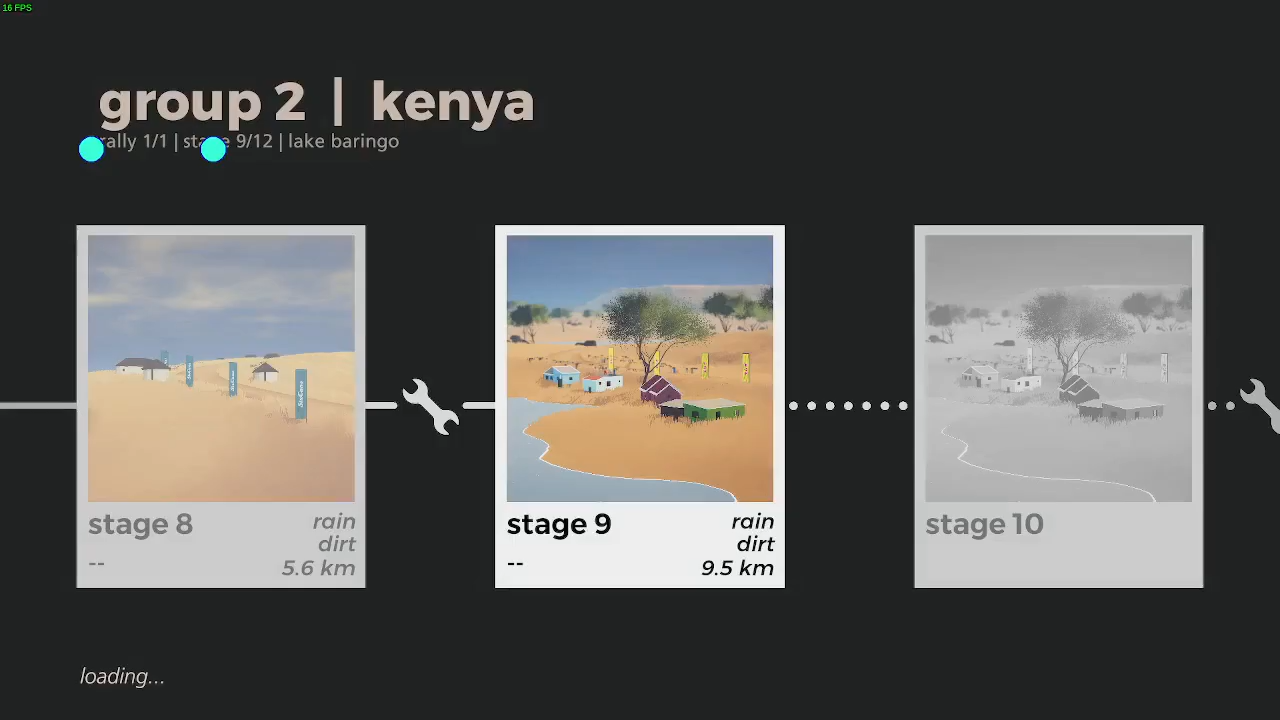 16 FPS
group 2 | kenya
rally 1/1 | stage 9/12 | lake baringo
stage 8
rain
dirt
--
5.6 km
stage 9
rain
dirt
--
9.5 km
stage 10
loading...